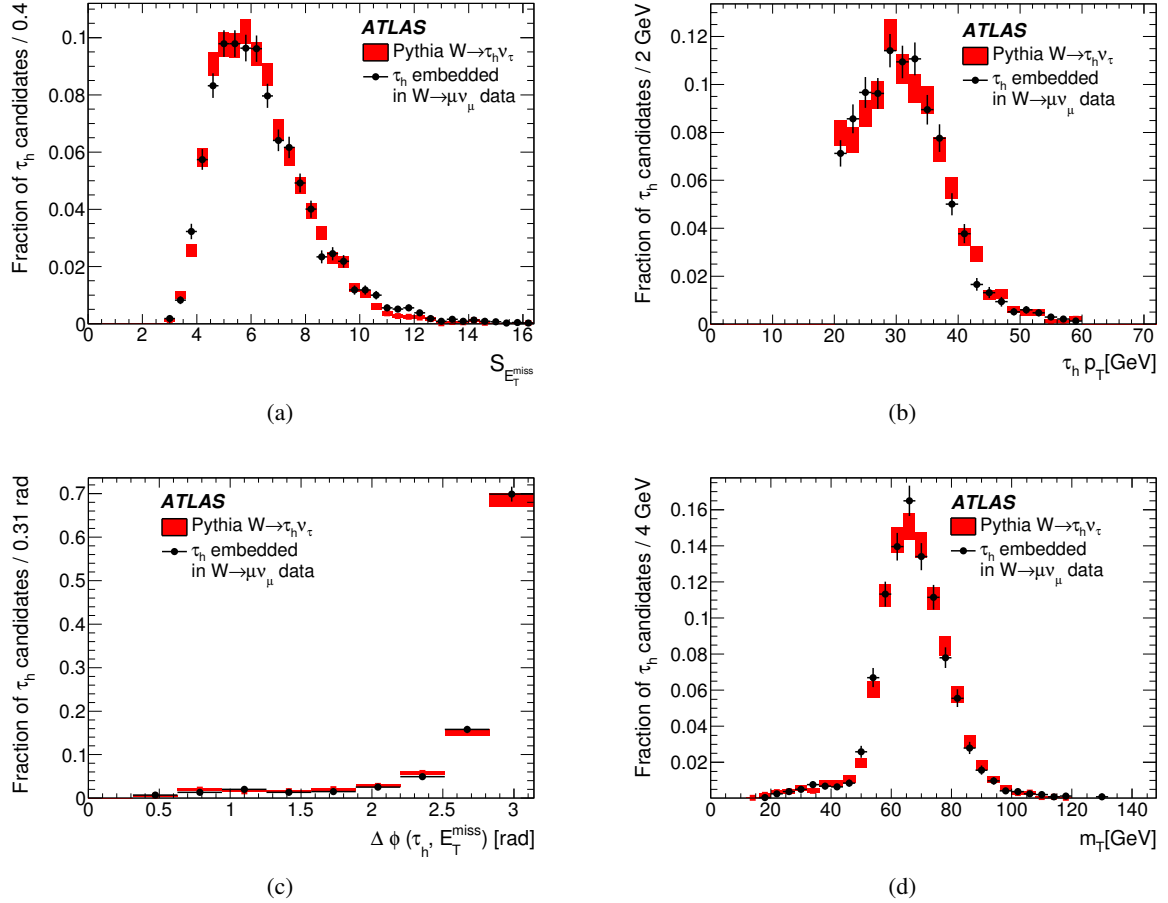 Fraction of τh candidates / 0.4
0.1
0.08
0.06
0.04
0.02
0
ATLAS
Pythia W→τhντ
τh embedded
in W→μνμ data
0 2 4 6 8 10 12 14 16
S_E_T^miss
(a)
Fraction of τh candidates / 2 GeV
0.12
0.1
0.08
0.06
0.04
0.02
0
ATLAS
Pythia W→τhντ
τh embedded
in W→μνμ data
0 10 20 30 40 50 60 70
τh pT[GeV]
(b)
Fraction of τh candidates / 0.31 rad
0.7
0.6
0.5
0.4
0.3
0.2
0.1
0
ATLAS
Pythia W→τhντ
τh embedded
in W→μνμ data
0 0.5 1 1.5 2 2.5 3
Δ ϕ (τh, E_T^miss) [rad]
(c)
Fraction of τh candidates / 4 GeV
0.16
0.14
0.12
0.1
0.08
0.06
0.04
0.02
ATLAS
Pythia W→τhντ
τh embedded
in W→μνμ data
0 20 40 60 80 100 120 140
mT[GeV]
(d)